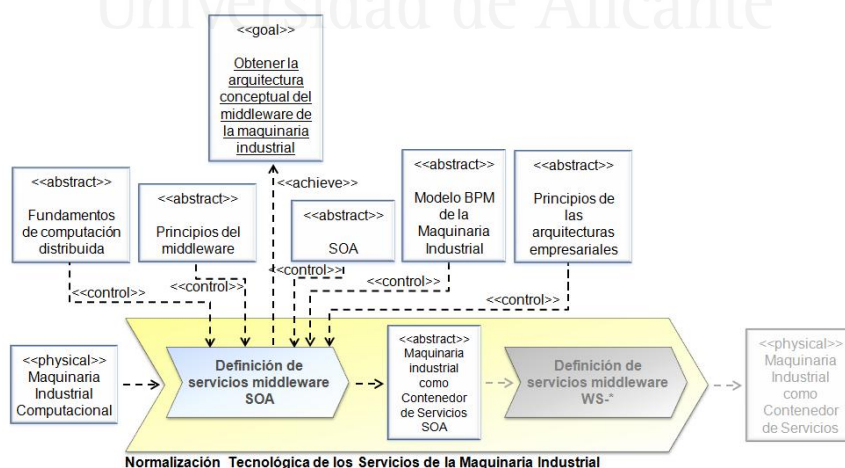 Universidad de Alicante
<<goal>>
Obtener la
arquitectura
conceptual del
middleware de
la maquinaria
industrial
<<achieve>>
<<abstract>>
Fundamentos
de computación
distribuida
<<abstract>>
Principios del
middleware
<<abstract>>
SOA
<<abstract>>
Modelo BPM
de la
Maquinaria
Industrial
<<abstract>>
Principios de
las
arquitecturas
empresariales
<<control>>
<<control>>
<<control>>
<<control>>
<<control>>
<<physical>>
Maquinaria
Industrial
Computacional
Definición de
servicios middleware
SOA
<<abstract>>
Maquinaria
industrial
como
Contenedor
de Servicios
SOA
Definición de
servicios middleware
WS-*
<<physical>>
Maquinaria
Industrial
como
Contenedor
de Servicios
Normalización Tecnológica de los Servicios de la Maquinaria Industrial